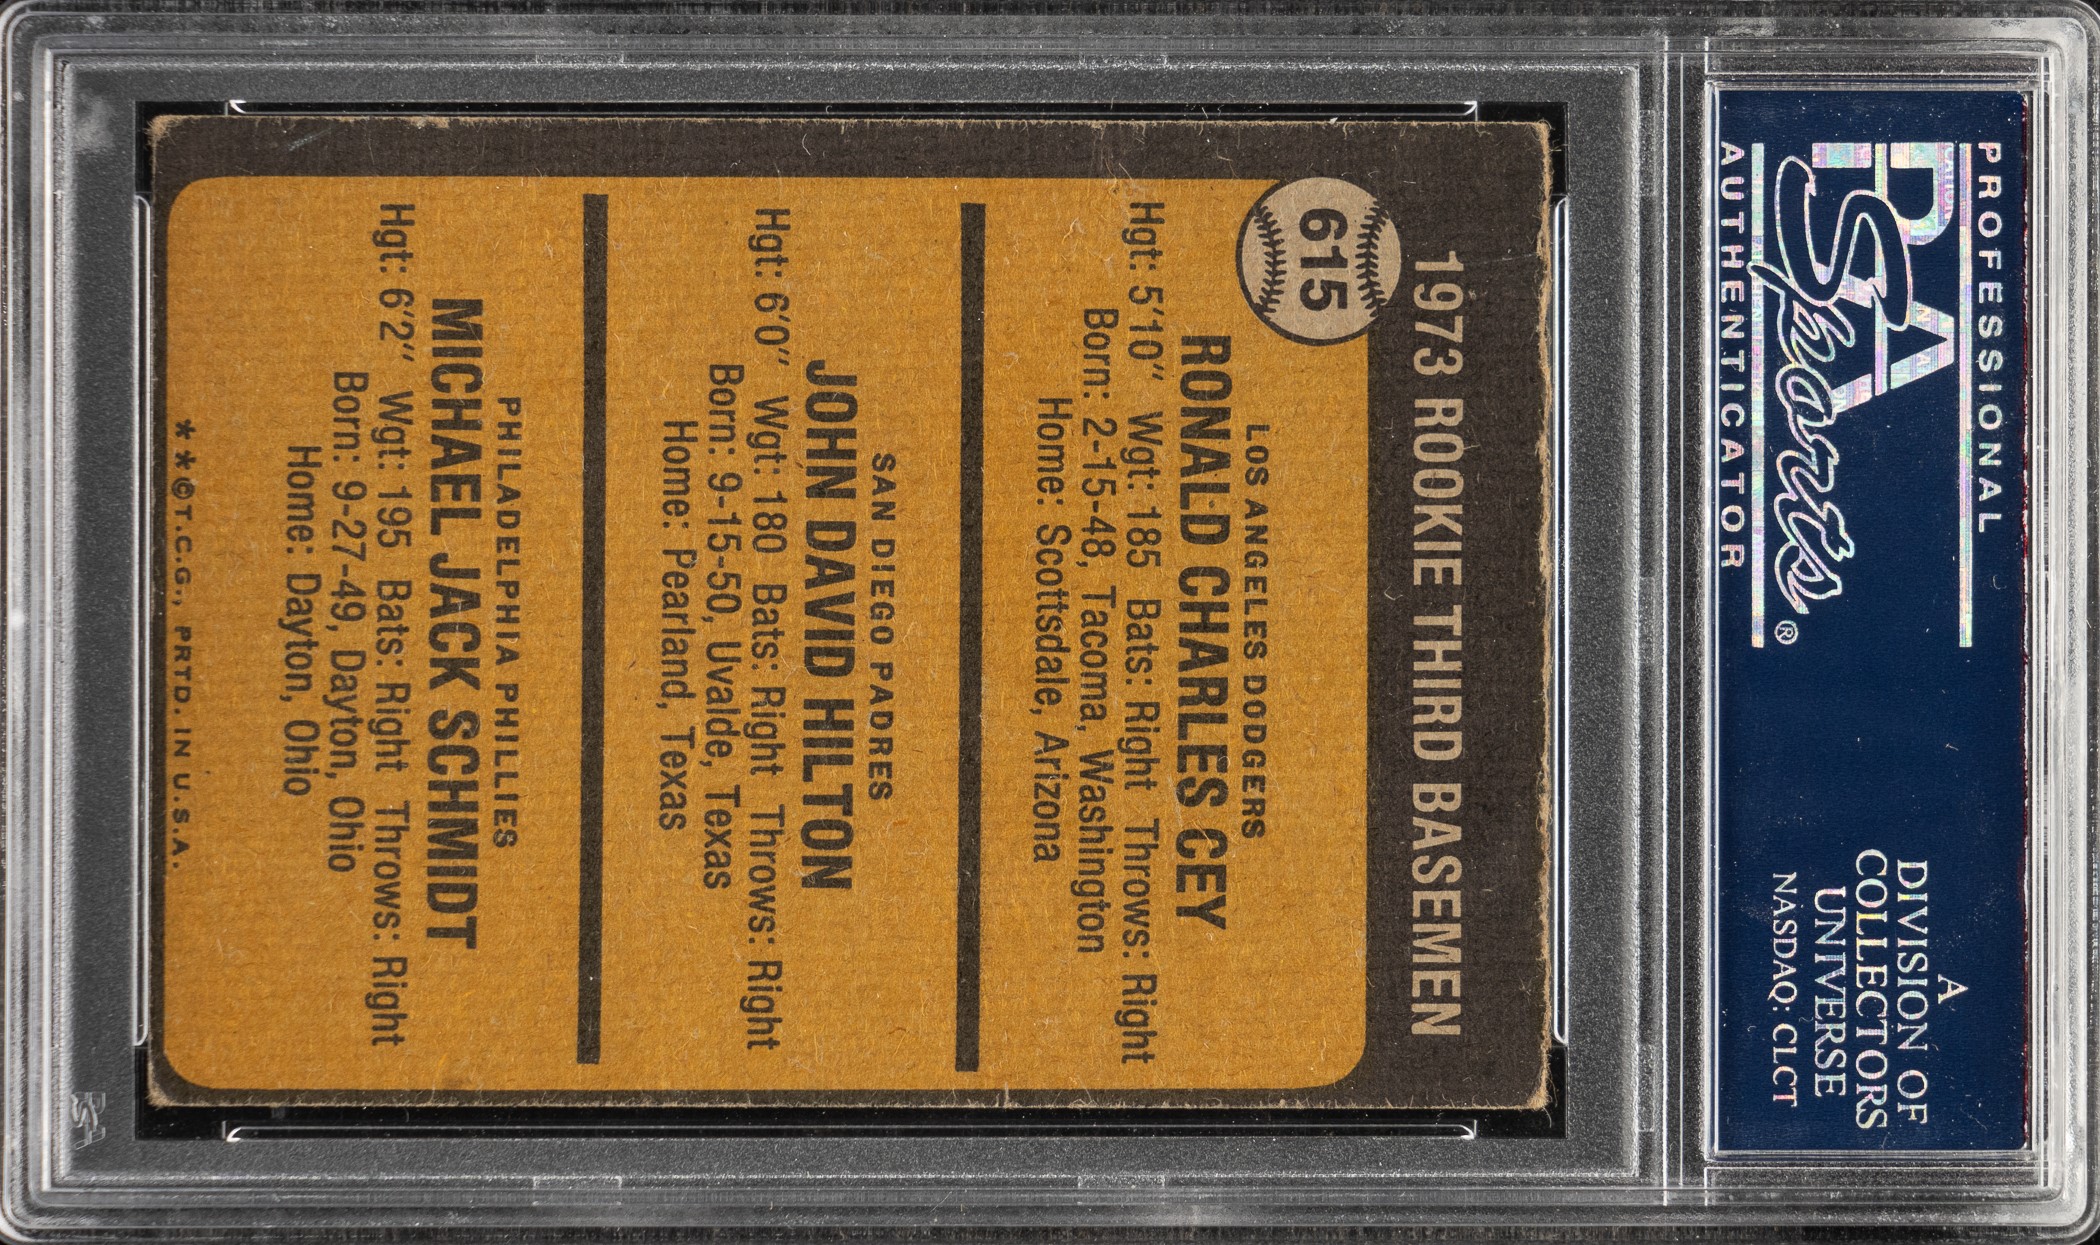 PROFESSIONAL
PSA
Sports®
AUTHENTICATOR
A
DIVISION OF
COLLECTORS
UNIVERSE
NASDAQ: CLCT
1973 ROOKIE THIRD BASEMEN
615
LOS ANGELES DODGERS
RONALD CHARLES CEY
Hgt: 5'10" Wgt: 185 Bats: Right Throws: Right
Born: 2-15-48, Tacoma, Washington
Home: Scottsdale, Arizona
SAN DIEGO PADRES
JOHN DAVID HILTON
Hgt: 6'0" Wgt: 180 Bats: Right Throws: Right
Born: 9-15-50, Uvalde, Texas
Home: Pearland, Texas
PHILADELPHIA PHILLIES
MICHAEL JACK SCHMIDT
Hgt: 6'2" Wgt: 195 Bats: Right Throws: Right
Born: 9-27-49, Dayton, Ohio
Home: Dayton, Ohio
**©T.C.G., PRTD. IN U.S.A.
PSA